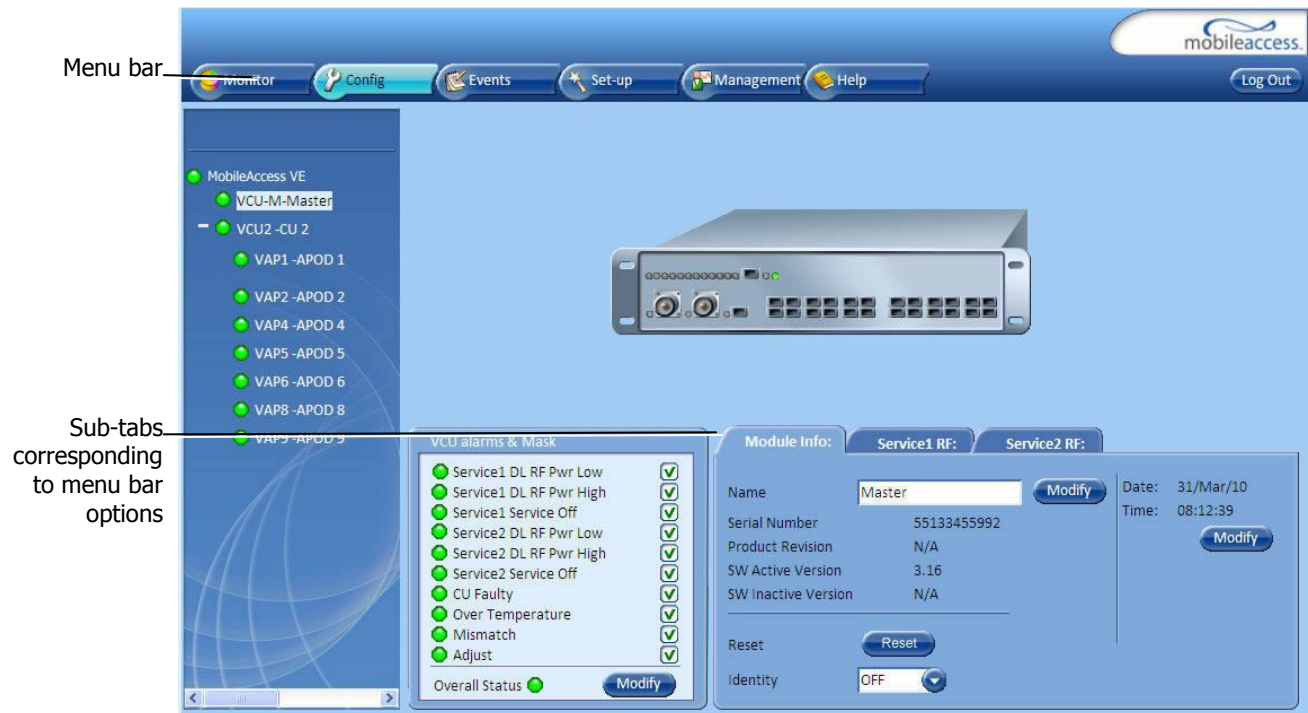 mobileaccess.
Menu bar
Monitor
Config
Events
Set-up
Management
Help
Log Out
MobileAccess VE
VCU-M-Master
VCU2 -CU 2
VAP1 -APOD 1
VAP2 -APOD 2
VAP4 -APOD 4
VAP5 -APOD 5
VAP6 -APOD 6
VAP8 -APOD 8
VAP9 -APOD 9
Sub-tabs
corresponding
to menu bar
options
VCU alarms & Mask
Service1 DL RF Pwr Low
Service1 DL RF Pwr High
Service1 Service Off
Service2 DL RF Pwr Low
Service2 DL RF Pwr High
Service2 Service Off
CU Faulty
Over Temperature
Mismatch
Adjust
Overall Status
Modify
Module Info:
Service1 RF:
Service2 RF:
Name Master Modify
Serial Number 55133455992
Product Revision N/A
SW Active Version 3.16
SW Inactive Version N/A
Reset Reset
Identity OFF
Date: 31/Mar/10
Time: 08:12:39
Modify